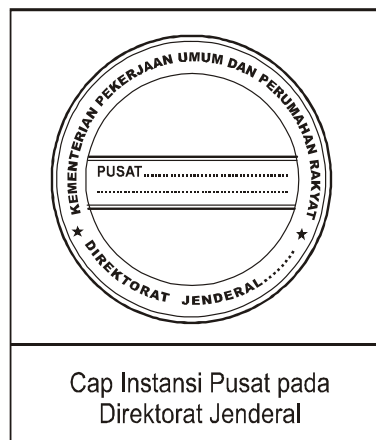 ★ KEMENTERIAN PEKERJAAN UMUM DAN PERUMAHAN RAKYAT ★
PUSAT........................................
........................................................
DIREKTORAT JENDERAL........
Cap Instansi Pusat pada
Direktorat Jenderal